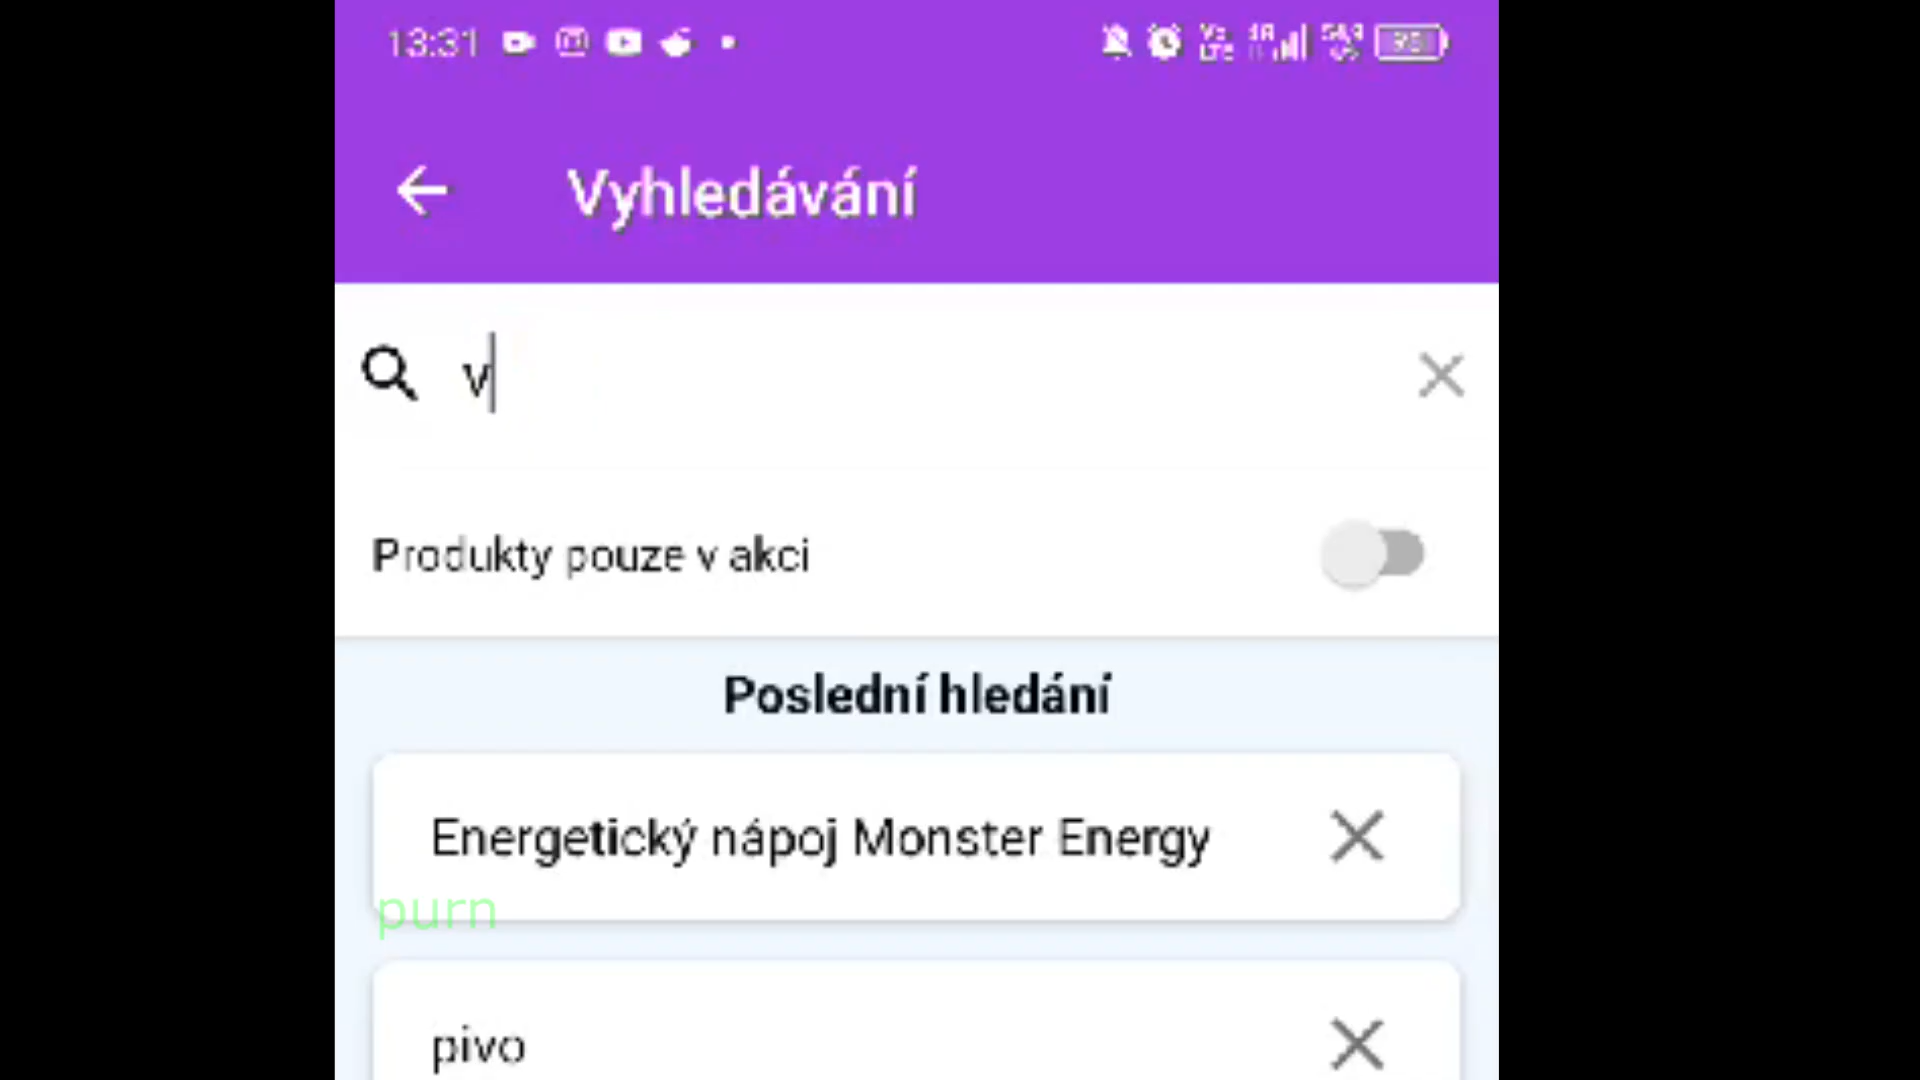 13:31
Vyhledávání
v
Produkty pouze v akci
Poslední hledání
Energetický nápoj Monster Energy
purn
pivo